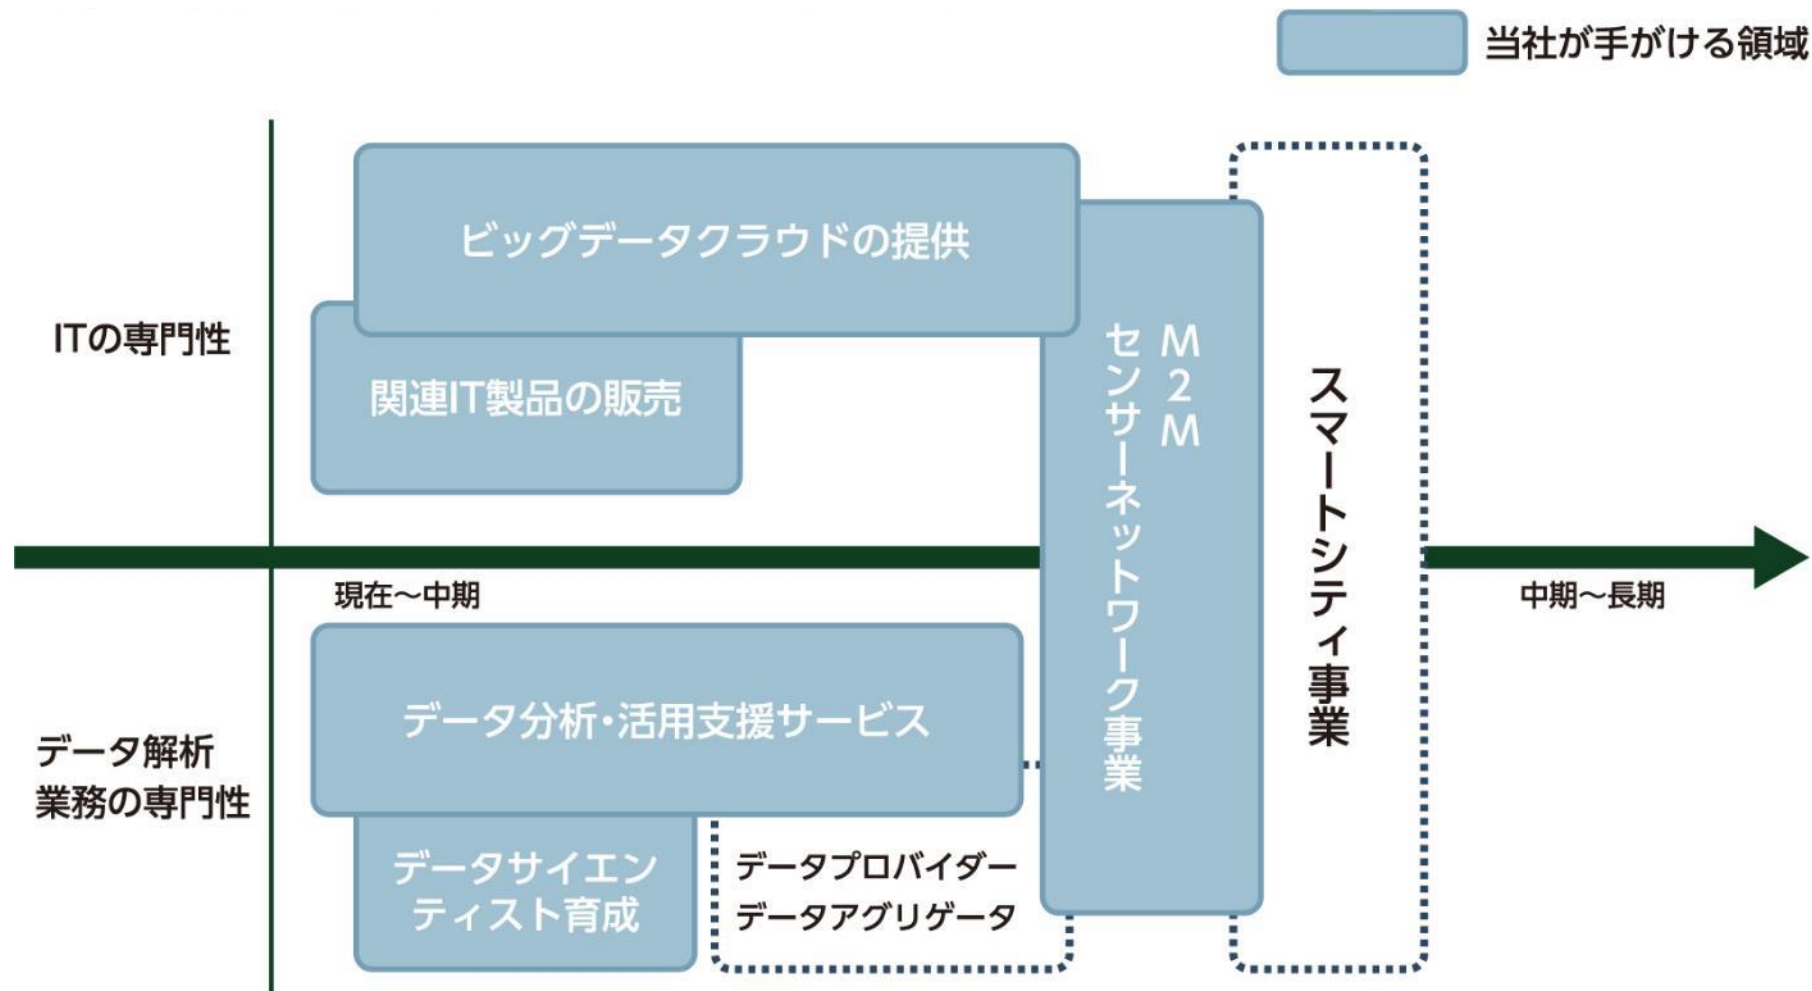 当社が手がける領域
ビッグデータクラウドの提供
ITの専門性
関連IT製品の販売
M2M
センサーネットワーク事業
スマートシティ事業
現在～中期
中期～長期
データ分析・活用支援サービス
データ解析
業務の専門性
データサイエン
ティスト育成
データプロバイダー
データアグリゲータ